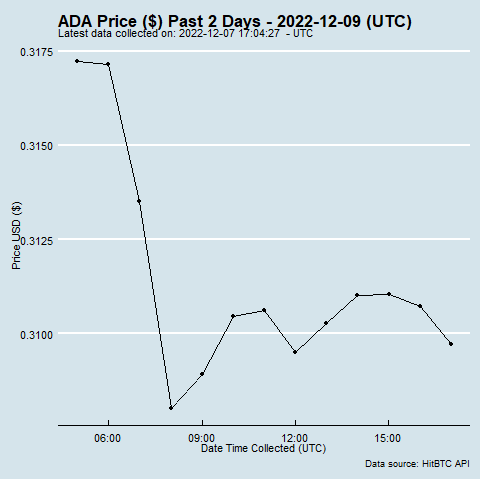 ADA Price ($) Past 2 Days - 2022-12-09 (UTC)
Latest data collected on: 2022-12-07 17:04:27  - UTC
0.3175
0.3150
0.3125
0.3100
Price USD ($)
06:00
09:00
12:00
15:00
Date Time Collected (UTC)
Data source: HitBTC API